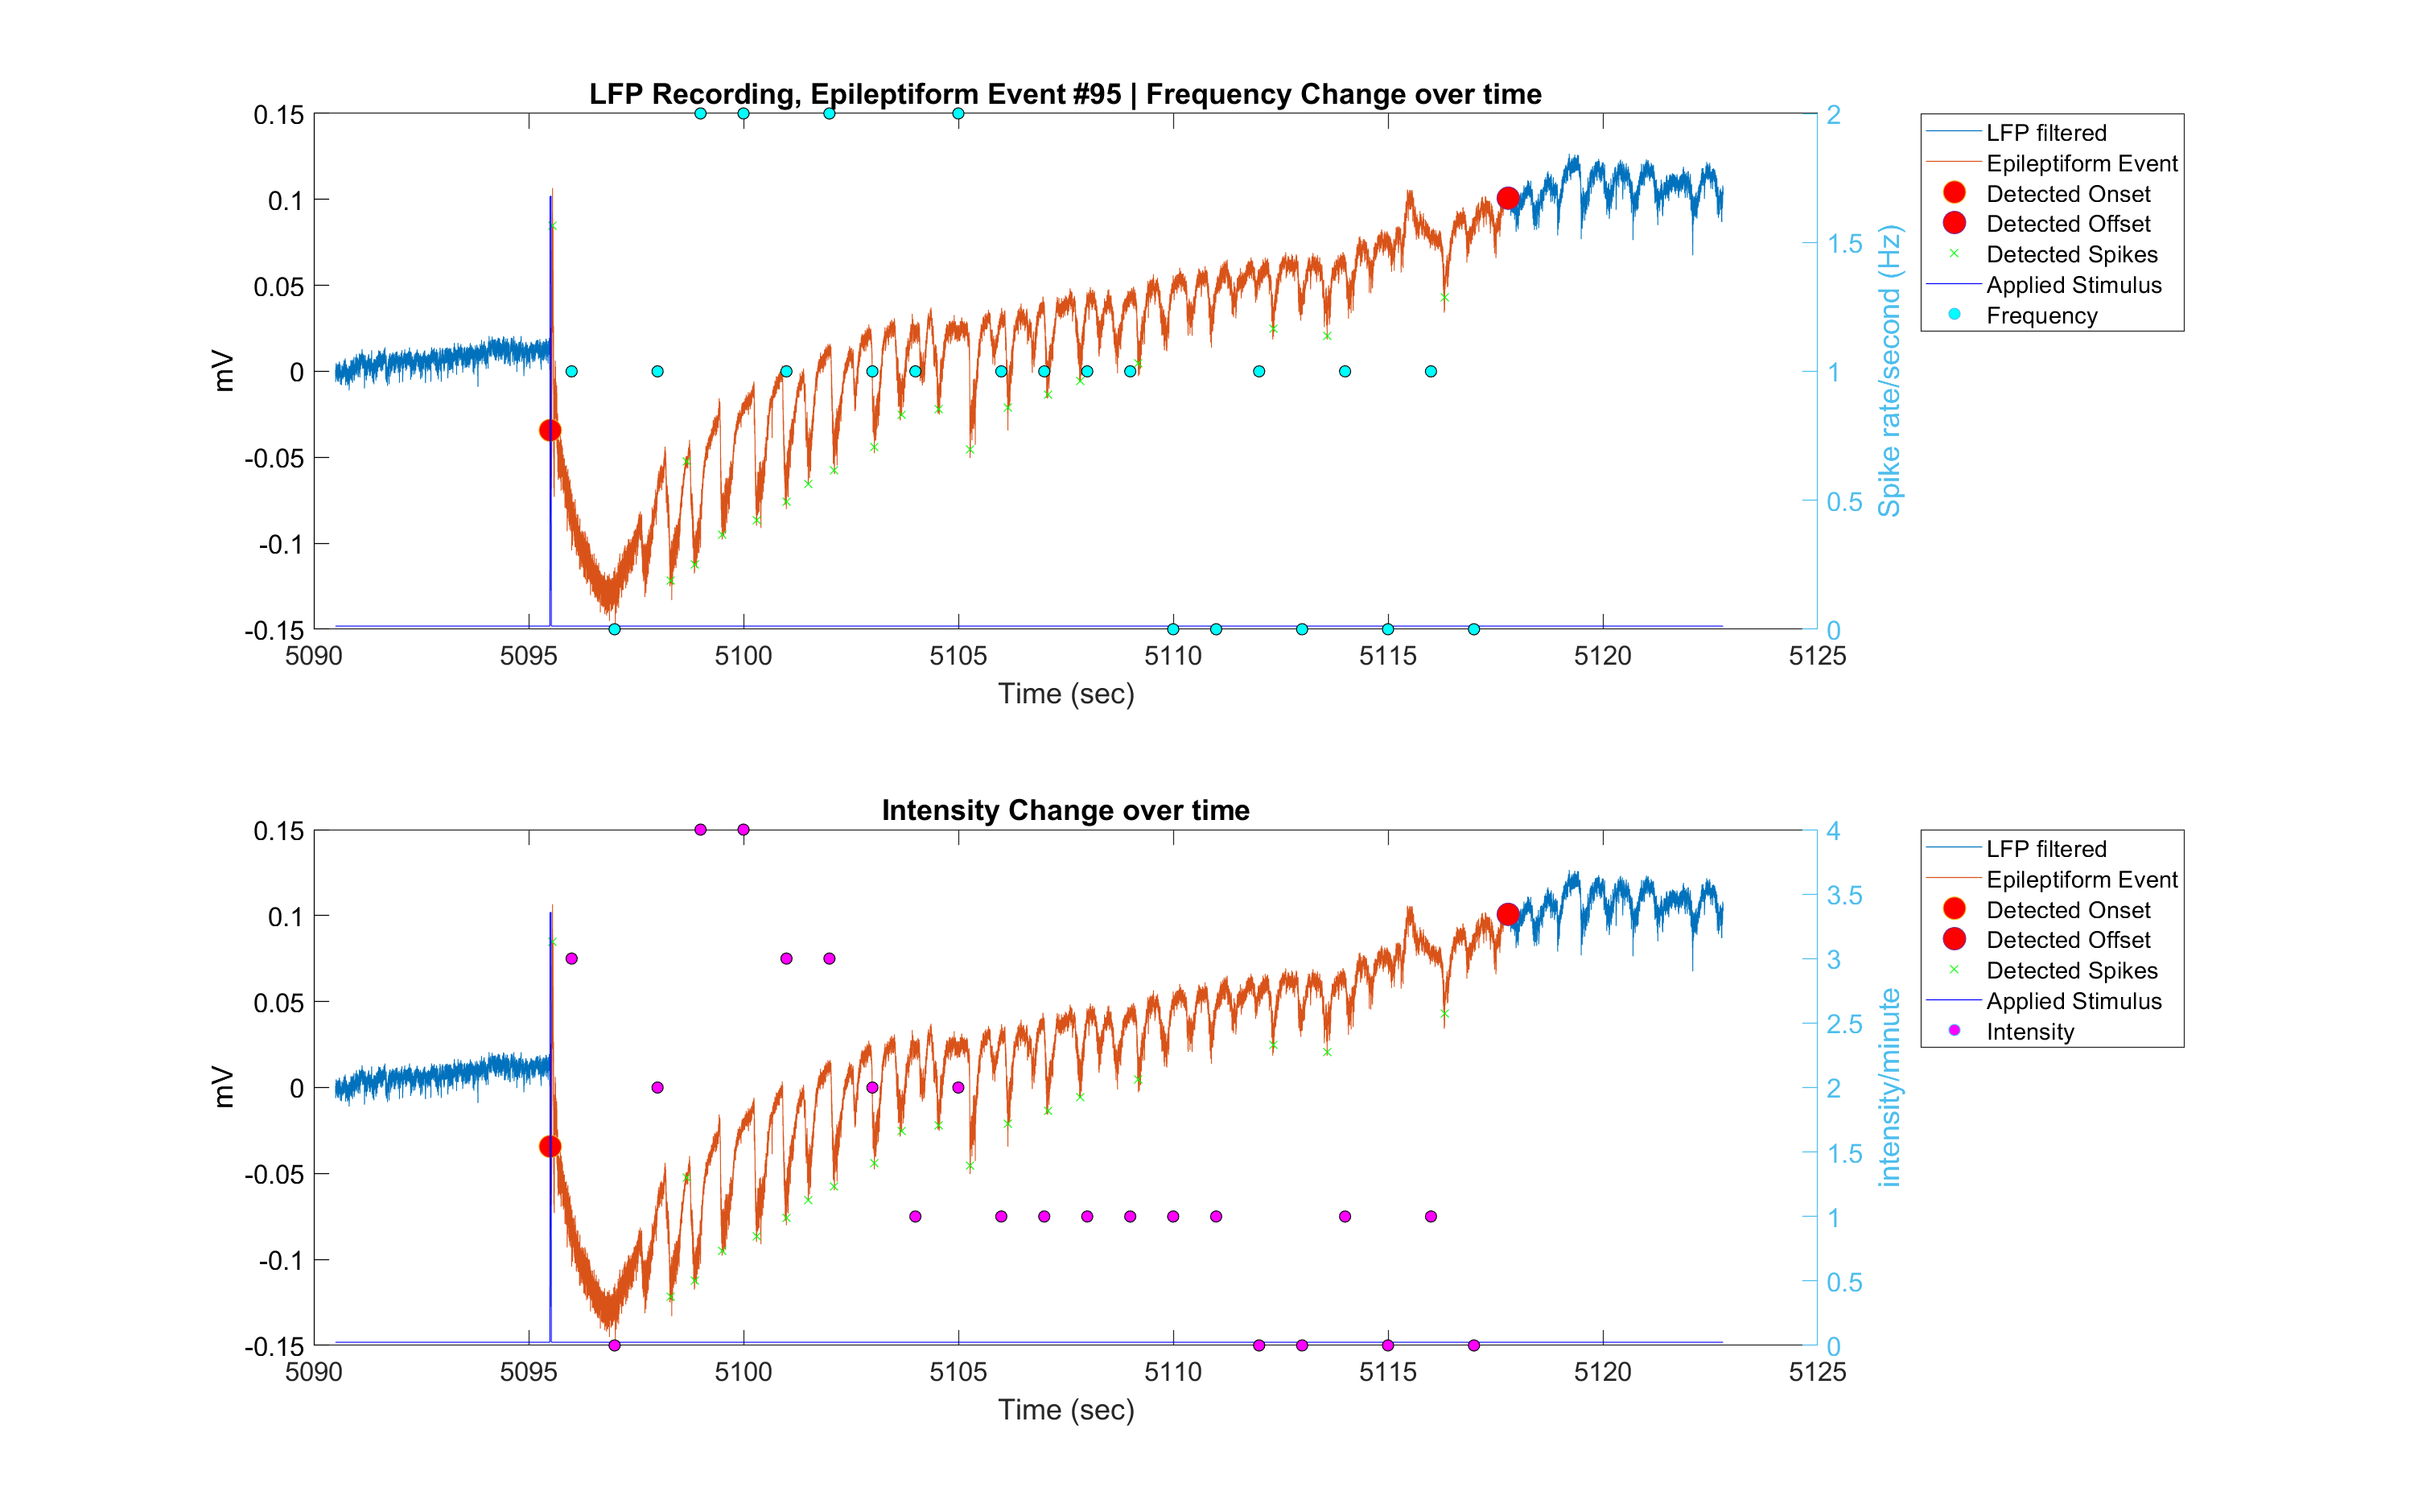 LFP Recording, Epileptiform Event #95 | Frequency Change over time
0.15
0.1
0.05
0
-0.05
-0.1
-0.15
mV
5090 5095 5100 5105 5110 5115 5120 5125
Time (sec)
2
1.5
1
0.5
0
Spike rate/second (Hz)
LFP filtered
Epileptiform Event
Detected Onset
Detected Offset
Detected Spikes
Applied Stimulus
Frequency
Intensity Change over time
0.15
0.1
0.05
0
-0.05
-0.1
-0.15
mV
5090 5095 5100 5105 5110 5115 5120 5125
Time (sec)
4
3.5
3
2.5
2
1.5
1
0.5
0
intensity/minute
LFP filtered
Epileptiform Event
Detected Onset
Detected Offset
Detected Spikes
Applied Stimulus
Intensity